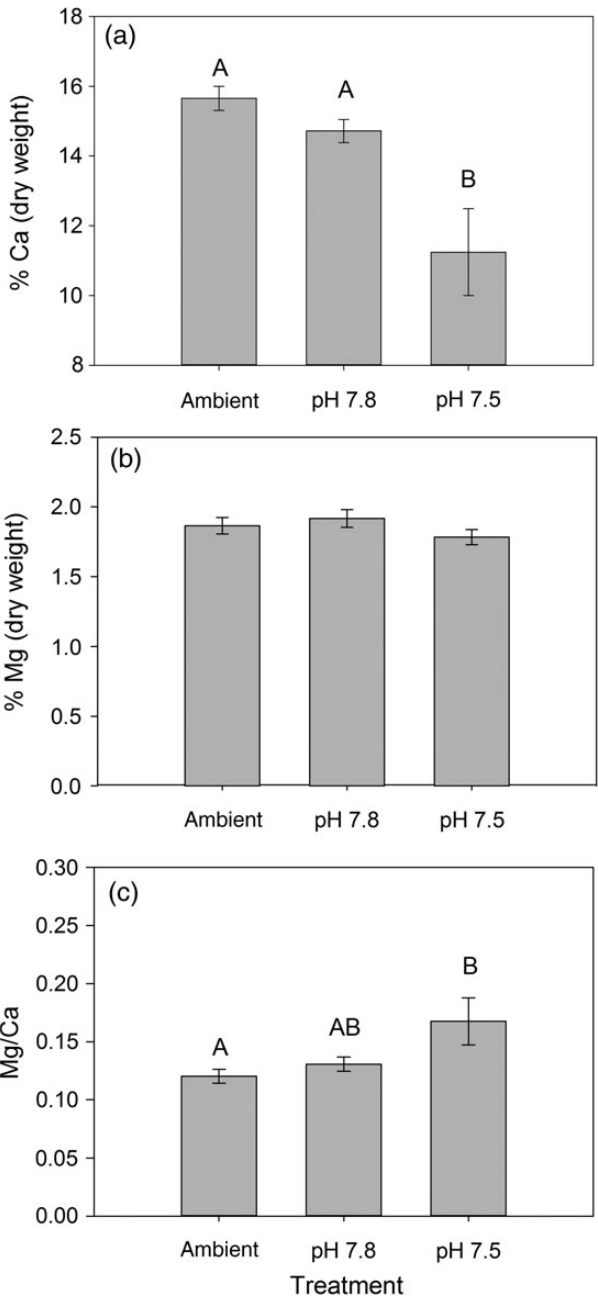 (a)
% Ca (dry weight)
18
16
14
12
10
8
A
A
B
Ambient pH 7.8 pH 7.5
(b)
% Mg (dry weight)
2.5
2.0
1.5
1.0
0.5
0.0
Ambient pH 7.8 pH 7.5
(c)
Mg/Ca
0.30
0.25
0.20
0.15
0.10
0.05
0.00
A
AB
B
Ambient pH 7.8 pH 7.5
Treatment